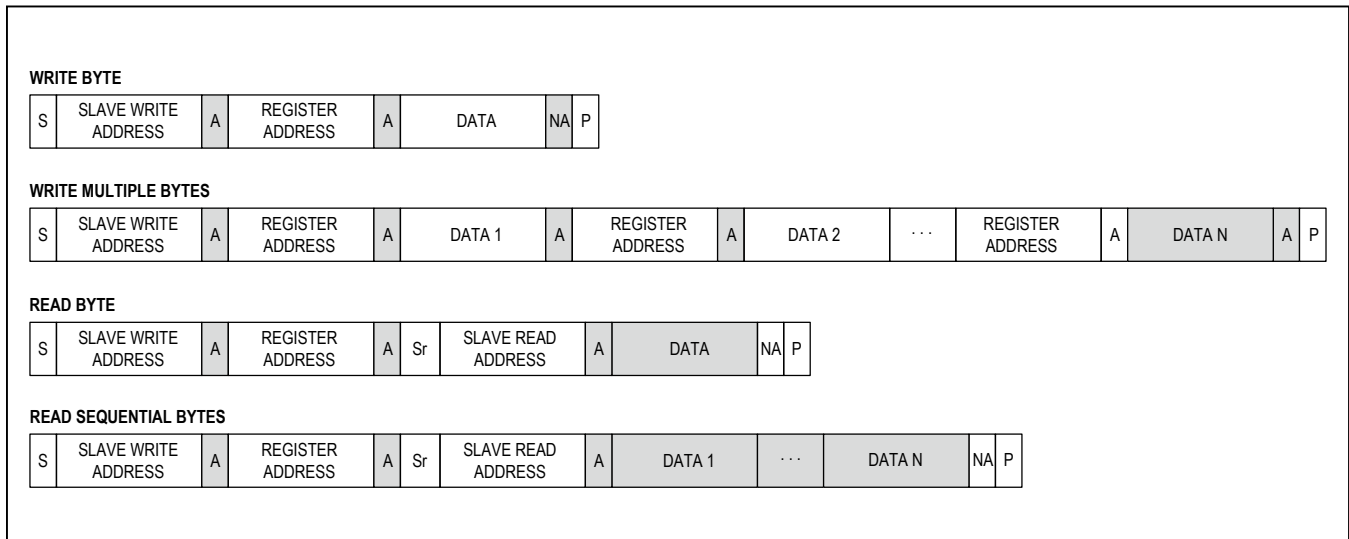 WRITE BYTE
S SLAVE WRITE ADDRESS A REGISTER ADDRESS A DATA NA P
WRITE MULTIPLE BYTES
S SLAVE WRITE ADDRESS A REGISTER ADDRESS A DATA 1 A REGISTER ADDRESS A DATA 2 ... REGISTER ADDRESS A DATA N A P
READ BYTE
S SLAVE WRITE ADDRESS A REGISTER ADDRESS A Sr SLAVE READ ADDRESS A DATA NA P
READ SEQUENTIAL BYTES
S SLAVE WRITE ADDRESS A REGISTER ADDRESS A Sr SLAVE READ ADDRESS A DATA 1 ... DATA N NA P